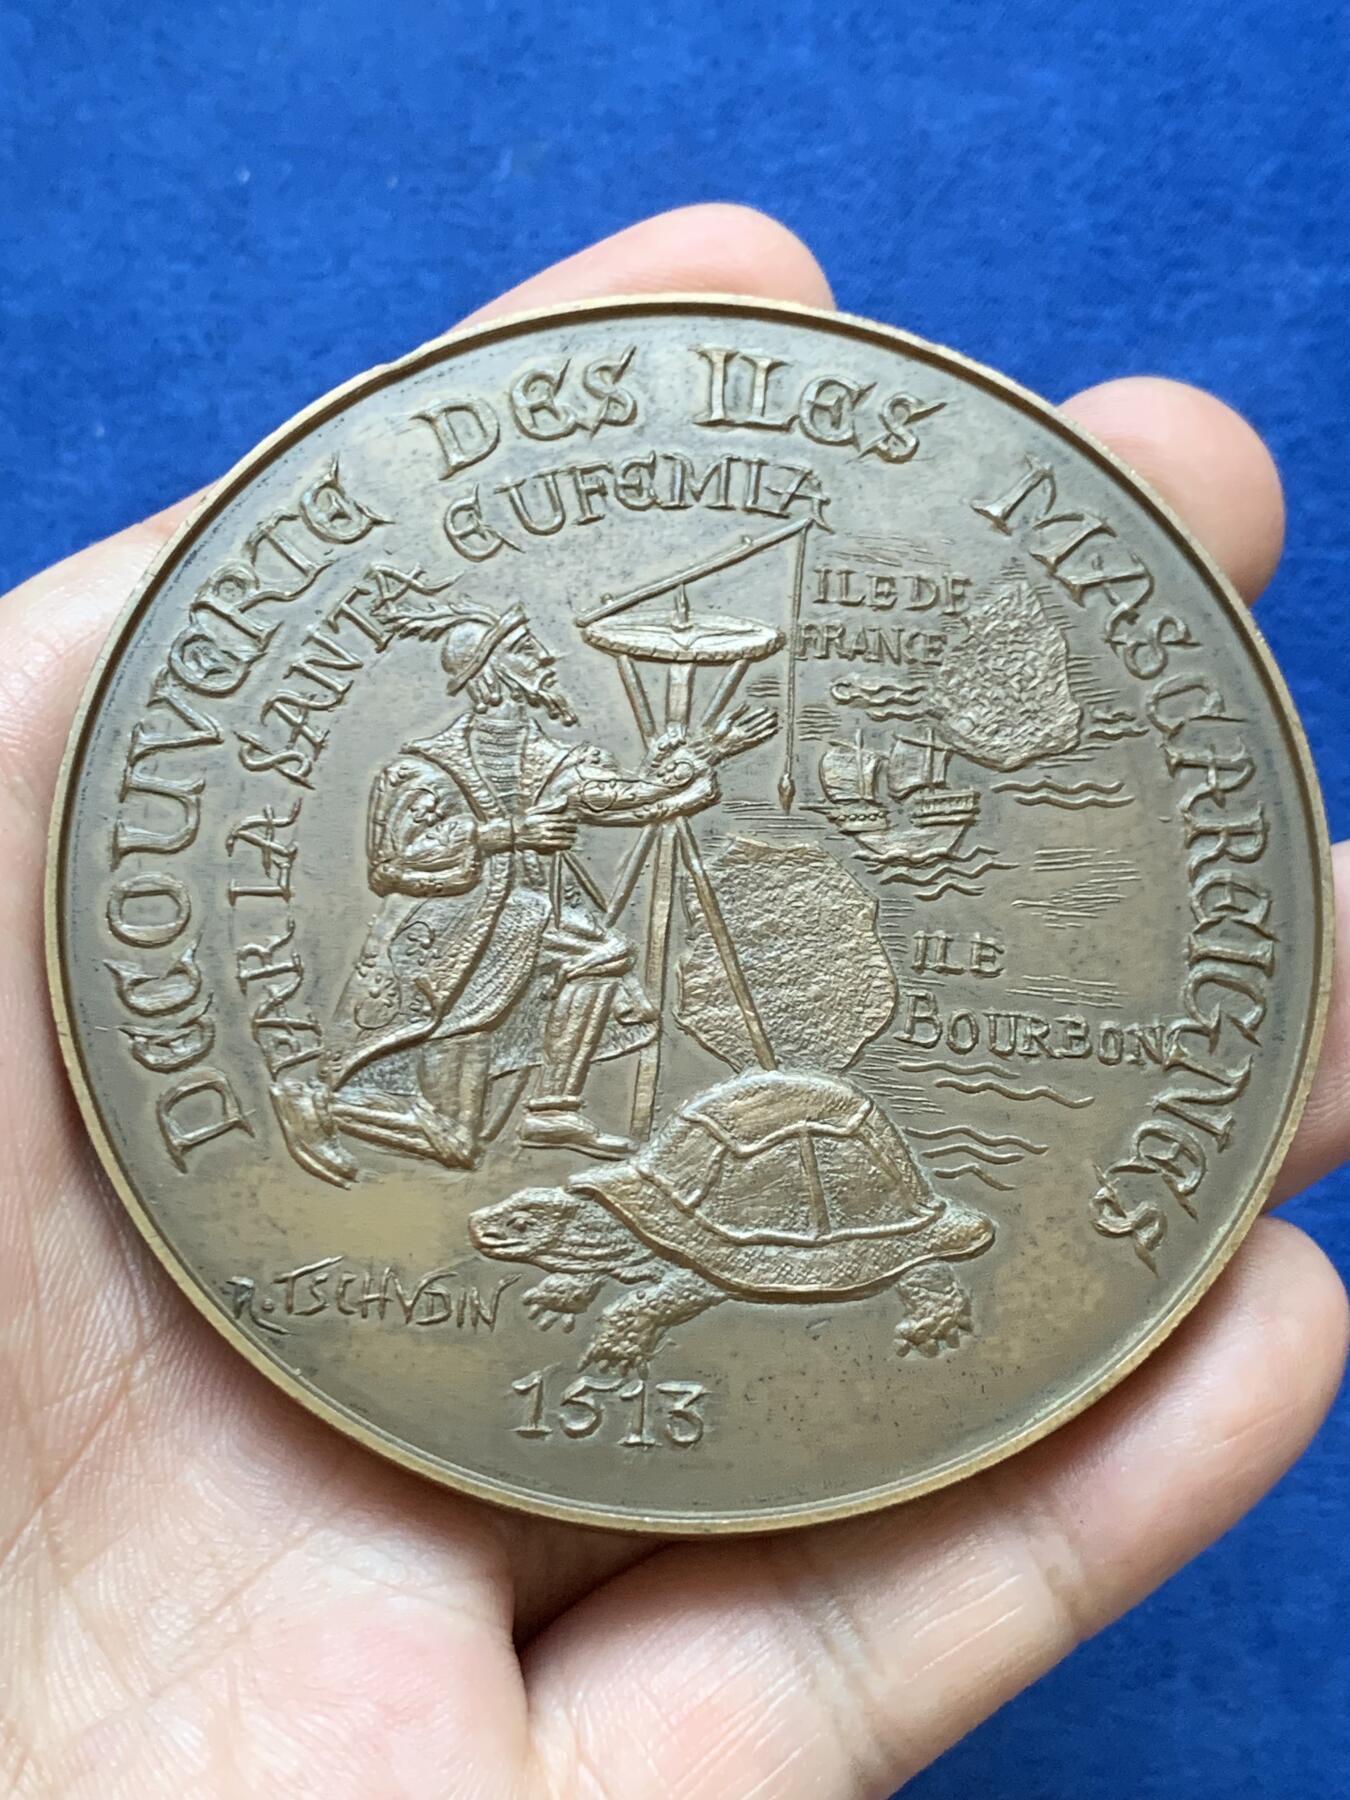 DECOUVERTE DES ILES MASCAREIGNES
PAR LA SANTA EUFEMIA
ILE DE
FRANCE
ILE
BOURBON
R. TSCHUDIN
1513